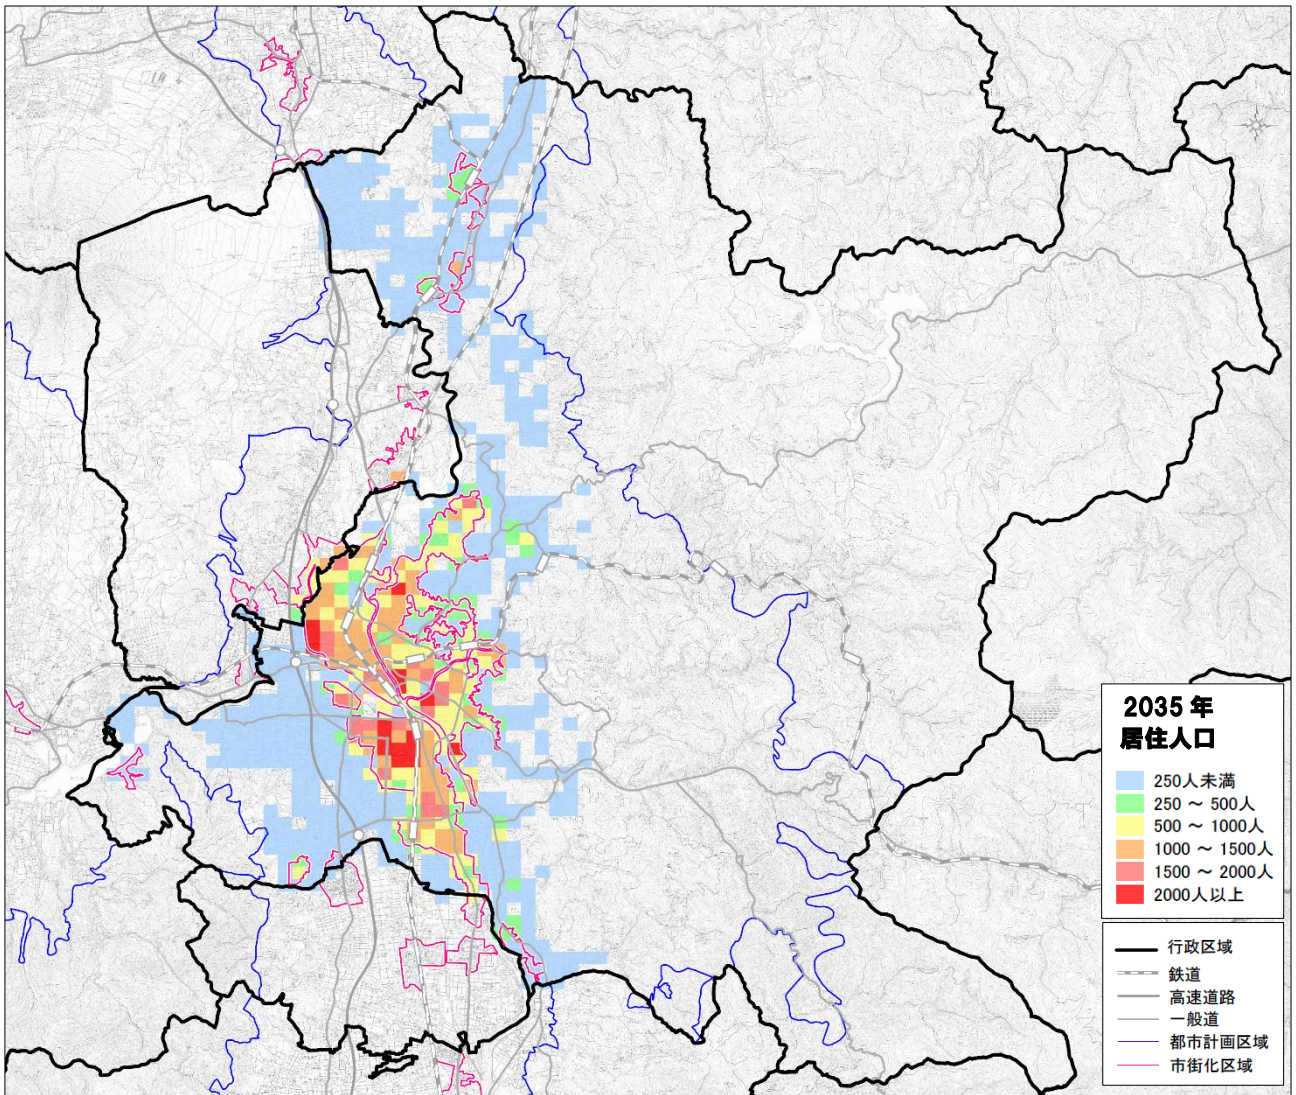 2035 年
居住人口
250人未満
250 ～ 500人
500 ～ 1000人
1000 ～ 1500人
1500 ～ 2000人
2000人以上
行政区域
鉄道
高速道路
一般道
都市計画区域
市街化区域